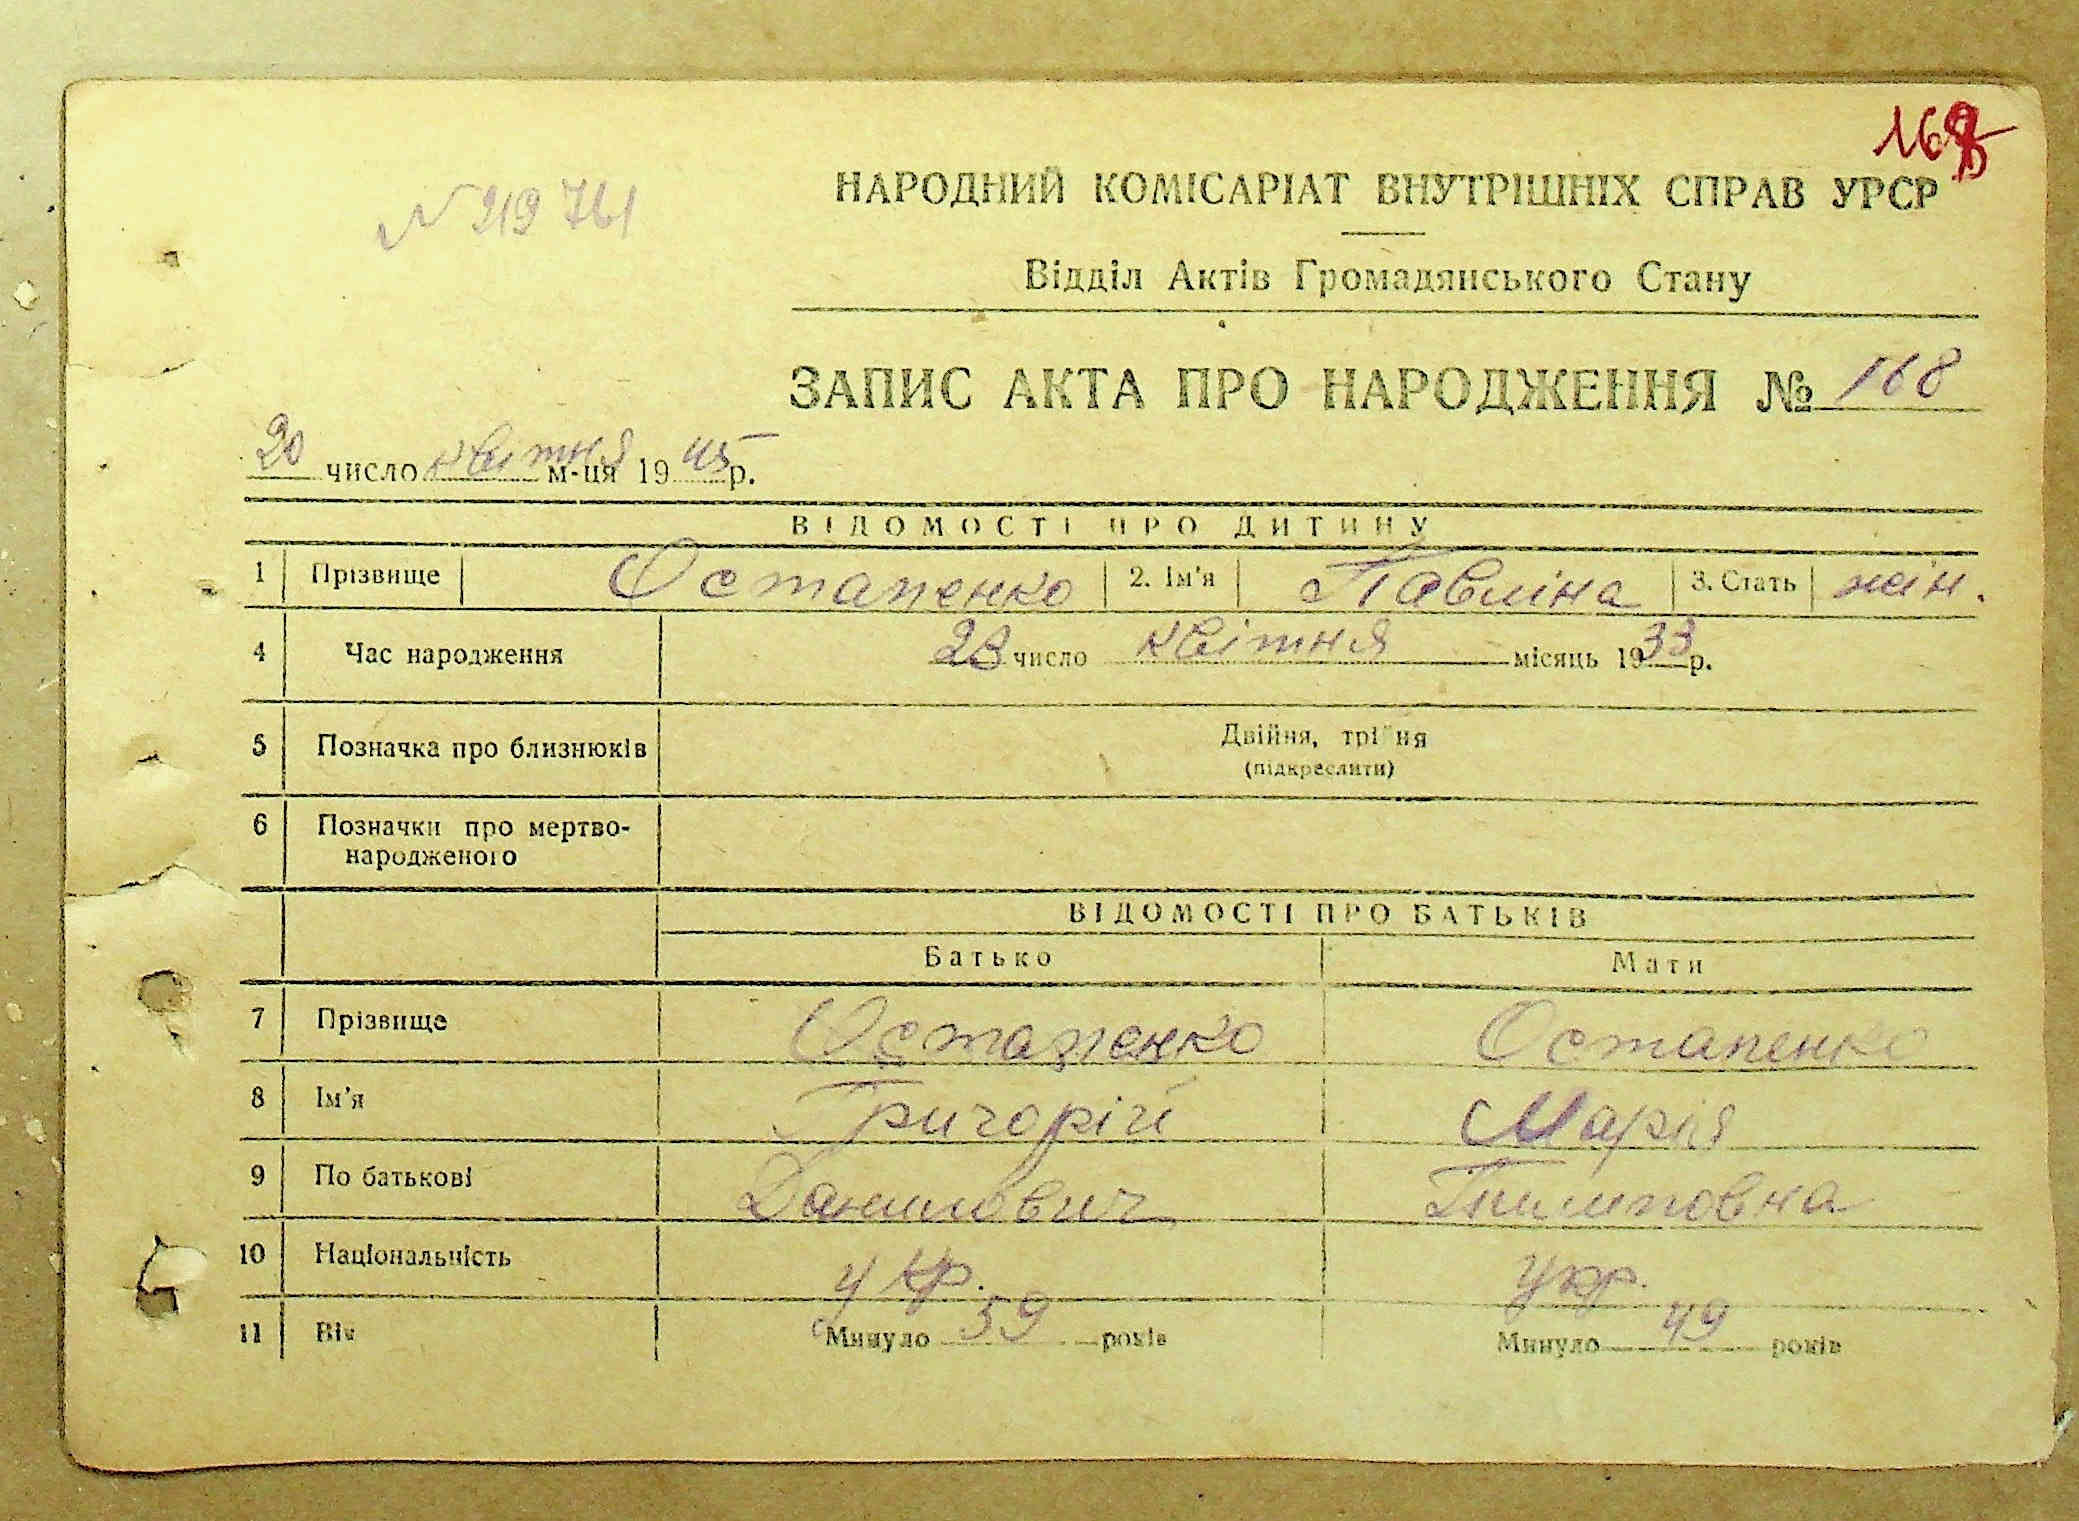 168
№ 219761
НАРОДНИЙ КОМІСАРІАТ ВНУТРІШНІХ СПРАВ УРСР
Відділ Актів Громадянського Стану
ЗАПИС АКТА ПРО НАРОДЖЕННЯ № 168
20 число квітня м-ця 1945 р.
ВІДОМОСТІ ПРО ДИТИНУ
1 Прізвище Остапенко 2. Ім'я Павліна 3. Стать жін.
4 Час народження 23 число квітня місяць 1933 р.
5 Позначка про близнюків Двійня, трійня
(підкреслити)
6 Позначки про мертво-
народженого
ВІДОМОСТІ ПРО БАТЬКІВ
Батько Мати
7 Прізвище Остапенко Остапенко
8 Ім'я Григорій Марія
9 По батькові Данилович Пилиповна
10 Національність укр. укр.
11 Вік Минуло 59 років Минуло 49 років